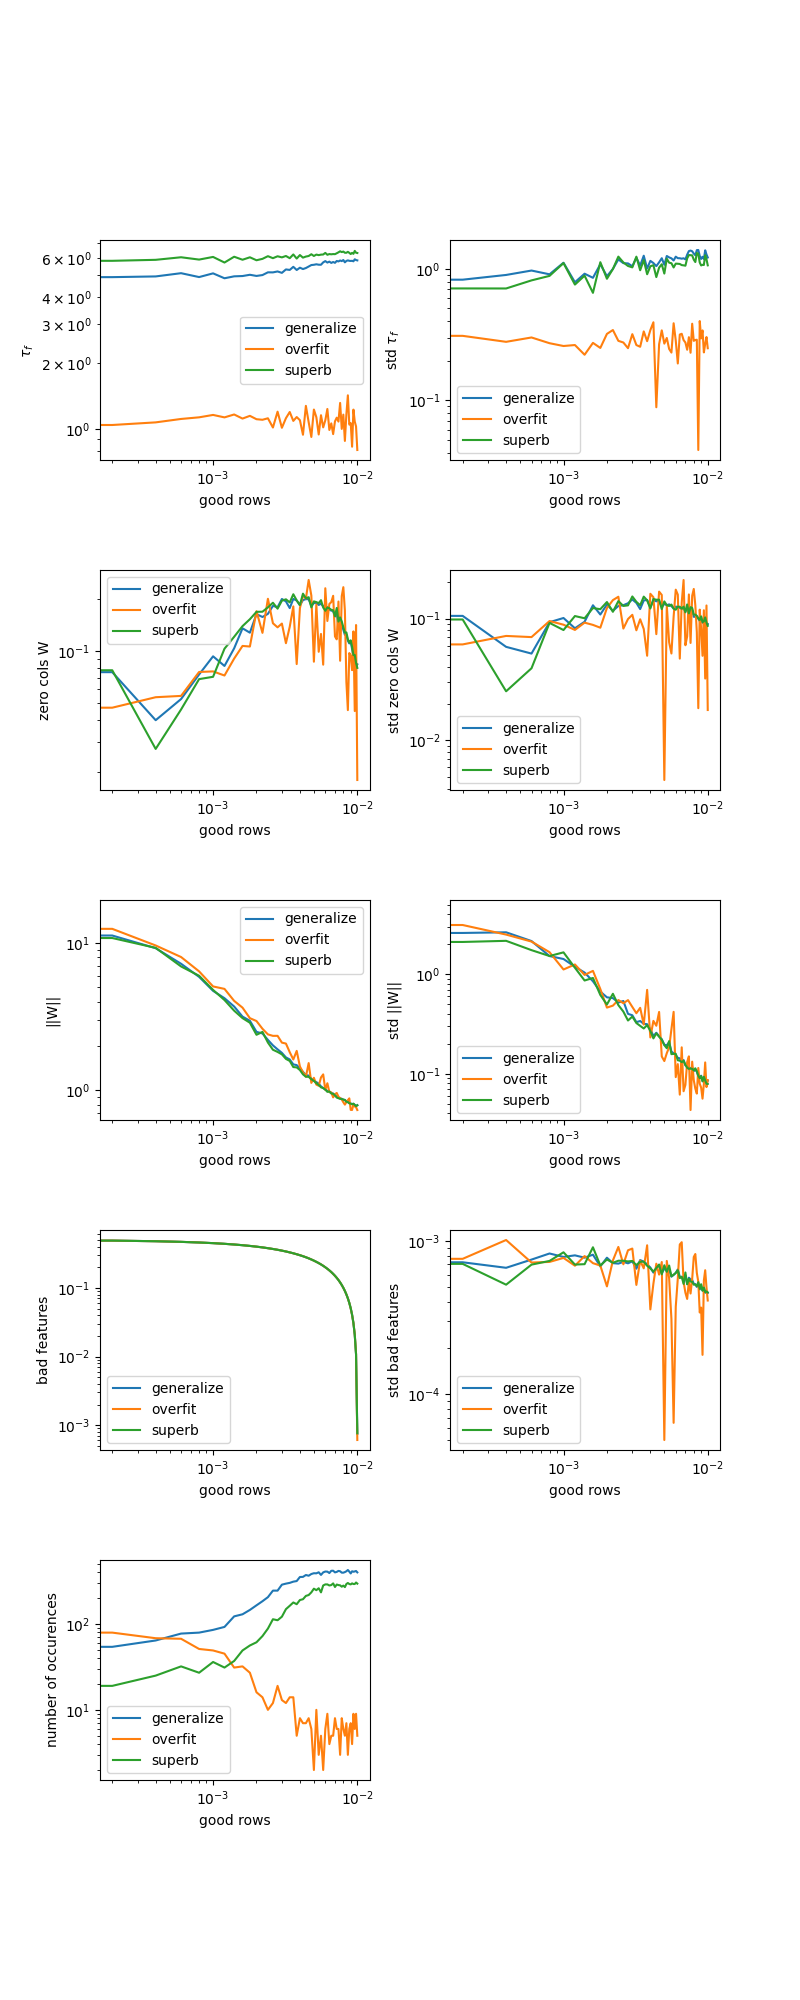 6 × 10⁰
4 × 10⁰
3 × 10⁰
2 × 10⁰
10⁰
τf
generalize
overfit
superb
10⁻³
10⁻²
good rows
10⁰
10⁻¹
std τf
generalize
overfit
superb
10⁻³
10⁻²
good rows
10⁻¹
zero cols W
generalize
overfit
superb
10⁻³
10⁻²
good rows
10⁻¹
10⁻²
std zero cols W
generalize
overfit
superb
10⁻³
10⁻²
good rows
10¹
10⁰
||W||
generalize
overfit
superb
10⁻³
10⁻²
good rows
10⁰
10⁻¹
std ||W||
generalize
overfit
superb
10⁻³
10⁻²
good rows
10⁻¹
10⁻²
10⁻³
bad features
generalize
overfit
superb
10⁻³
10⁻²
good rows
10⁻³
10⁻⁴
std bad features
generalize
overfit
superb
10⁻³
10⁻²
good rows
10²
10¹
number of occurences
generalize
overfit
superb
10⁻³
10⁻²
good rows